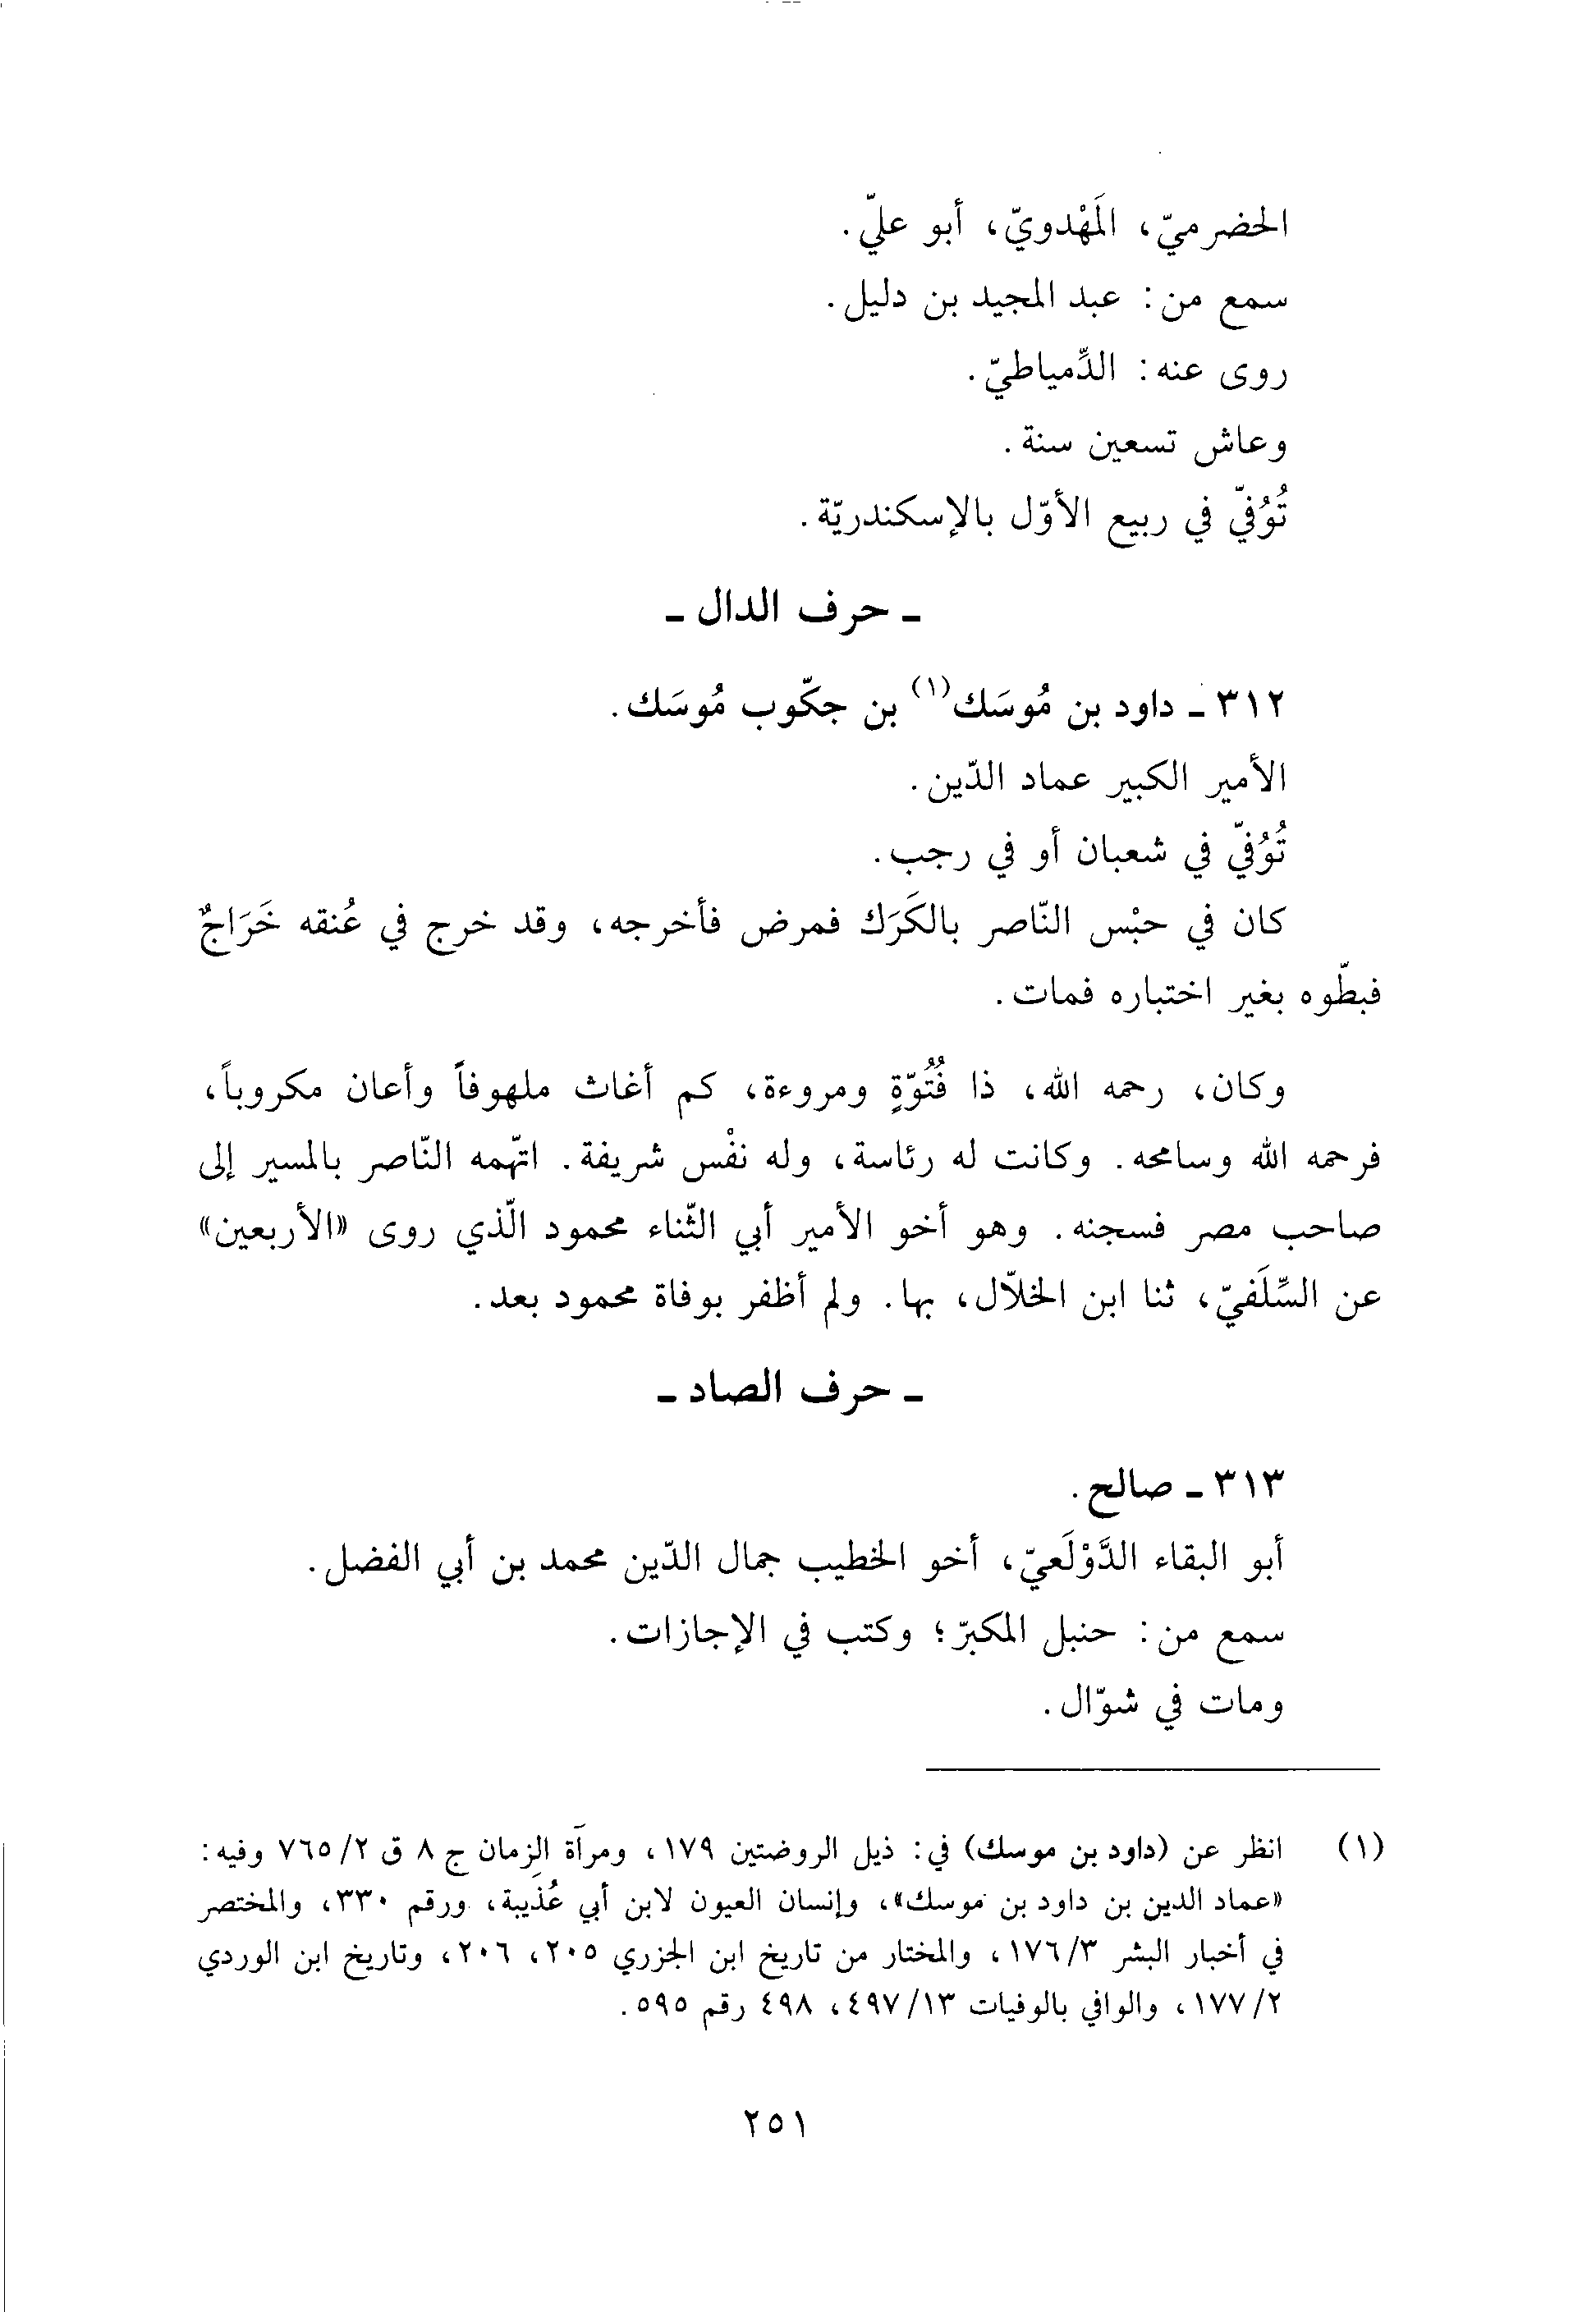 الحضرميّ، المَهْدويّ، أبو عليّ.
سمع من: عبد المجيد بن دليل.
روى عنه: الدِّمياطيّ.
وعاش تسعين سنة.
تُوُفيّ في ربيع الأوّل بالإسكندريّة.
ـ حرف الدال ـ
٣١٢ ـ داود بن مُوسَك(١) بن جكّوب مُوسَك.
الأمير الكبير عماد الدّين.
تُوُفيّ في شعبان أو في رجب.
كان في حبْس النّاصر بالكَرَك فمرض فأخرجه، وقد خرج في عُنقه خَرَاجٌ
فبطّوه بغير اختباره فمات.
وكان، رحمه الله، ذا فُتُوّةٍ ومروءة، كم أغاث ملهوفاً وأعان مكروباً،
فرحمه الله وسامحه. وكانت له رئاسة، وله نفْس شريفة. اتهّمه النّاصر بالمسير إلى
صاحب مصر فسجنه. وهو أخو الأمير أبي الثّناء محمود الّذي روى «الأربعين»
عن السِّلَفيّ، ثنا ابن الخلاّل، بها. ولم أظفر بوفاة محمود بعد.
ـ حرف الصاد ـ
٣١٣ ـ صالح.
أبو البقاء الدَّوْلَعيّ، أخو الخطيب جمال الدّين محمد بن أبي الفضل.
سمع من: حنبل المكبرّ؛ وكتب في الإجازات.
ومات في شوّال.
(١) انظر عن (داود بن موسك) في: ذيل الروضتين ١٧٩، ومرآة الزمان ج ٨ ق ٧٦٥/٢ وفيه:
«عماد الدين بن داود بن موسك»، وإنسان العيون لابن أبي عُذَيبة، ورقم ٣٣٠، والمختصر
في أخبار البشر ١٧٦/٣، والمختار من تاريخ ابن الجزري ٢٠٥، ٢٠٦، وتاريخ ابن الوردي
١٧٧/٢، والوافي بالوفيات ٤٩٧/١٣، ٤٩٨ رقم ٥٩٥.
٢٥١